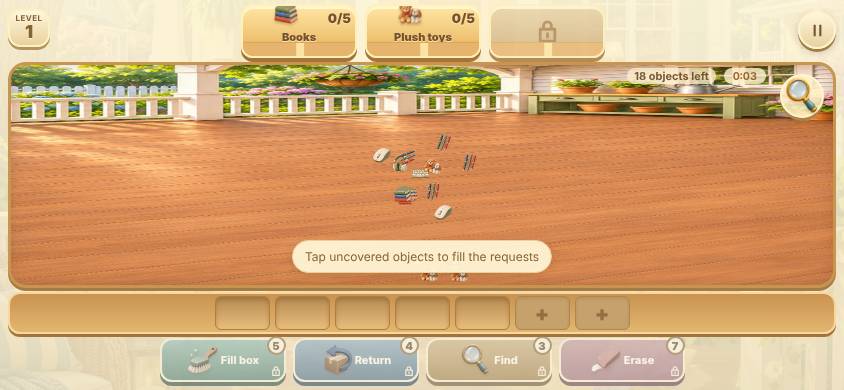 LEVEL
1
0/5
Books
0/5
Plush toys
18 objects left
0:03
Tap uncovered objects to fill the requests
5
Fill box
4
Return
3
Find
7
Erase